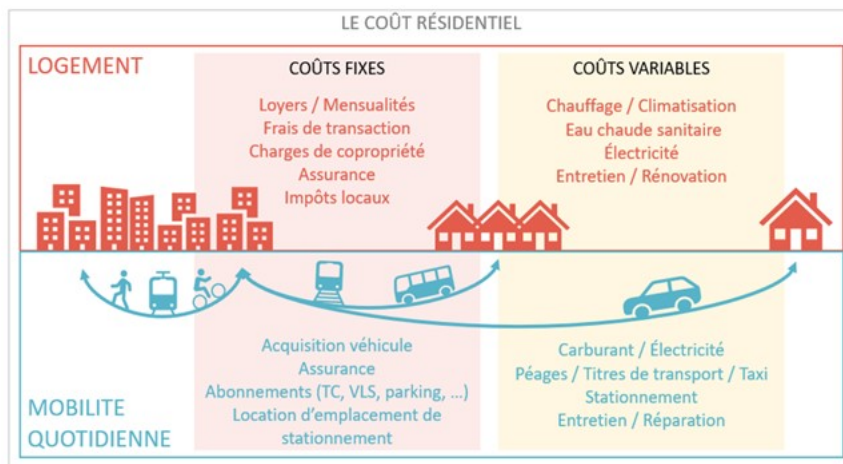 LE COÛT RÉSIDENTIEL
LOGEMENT
COÛTS FIXES
Loyers / Mensualités
Frais de transaction
Charges de copropriété
Assurance
Impôts locaux
COÛTS VARIABLES
Chauffage / Climatisation
Eau chaude sanitaire
Électricité
Entretien / Rénovation
MOBILITE
QUOTIDIENNE
Acquisition véhicule
Assurance
Abonnements (TC, VLS, parking, ...)
Location d'emplacement de
stationnement
Carburant / Électricité
Péages / Titres de transport / Taxi
Stationnement
Entretien / Réparation